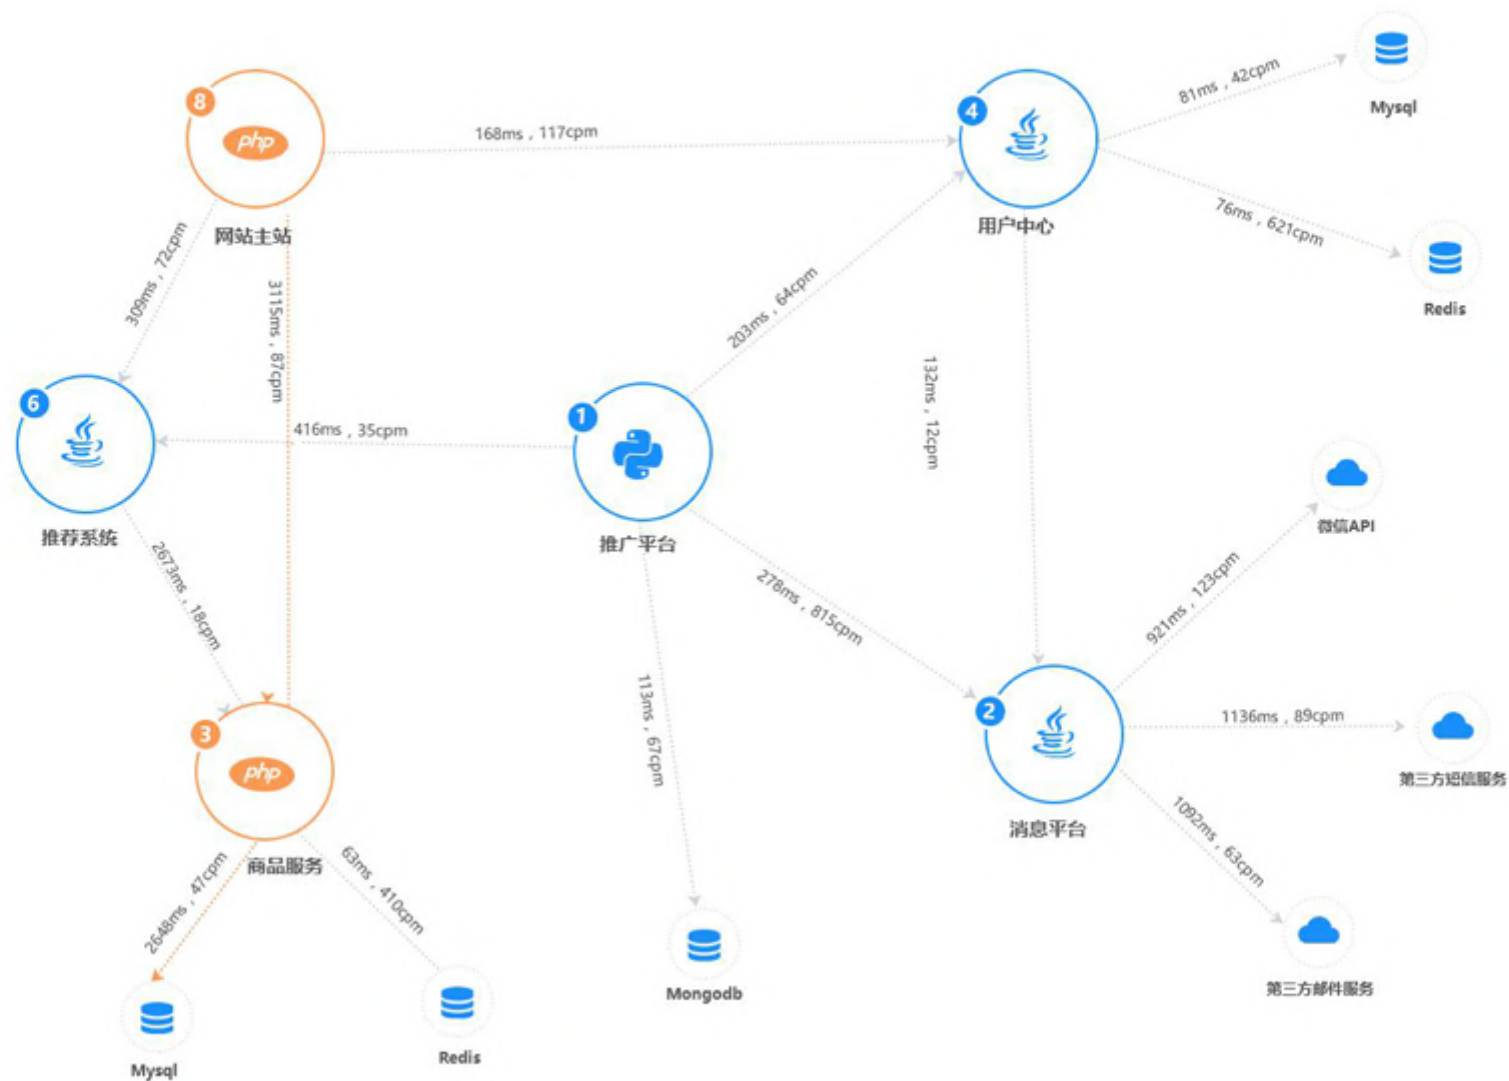 Mysql
81ms , 42cpm
8
php
168ms , 117cpm
4
用户中心
网站主站
76ms , 621cpm
Redis
309ms , 72cpm
3115ms , 87cpm
203ms , 64cpm
132ms , 12cpm
6
416ms , 35cpm
1
推荐系统
推广平台
微信API
2673ms , 18cpm
278ms , 815cpm
921ms , 123cpm
113ms , 67cpm
3
php
2
1136ms , 89cpm
第三方短信服务
消息平台
商品服务
2648ms , 47cpm
63ms , 410cpm
1092ms , 63cpm
Mongodb
第三方邮件服务
Mysql
Redis